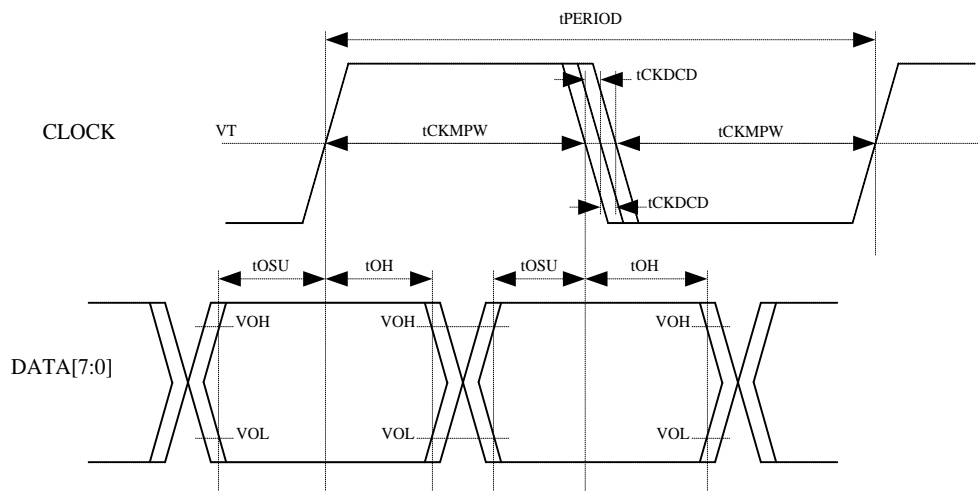 tPERIOD
tCKDCD
CLOCK
VT
tCKMPW
tCKMPW
tCKDCD
tOSU
tOH
tOSU
tOH
VOH
VOH
VOH
DATA[7:0]
VOL
VOL
VOL